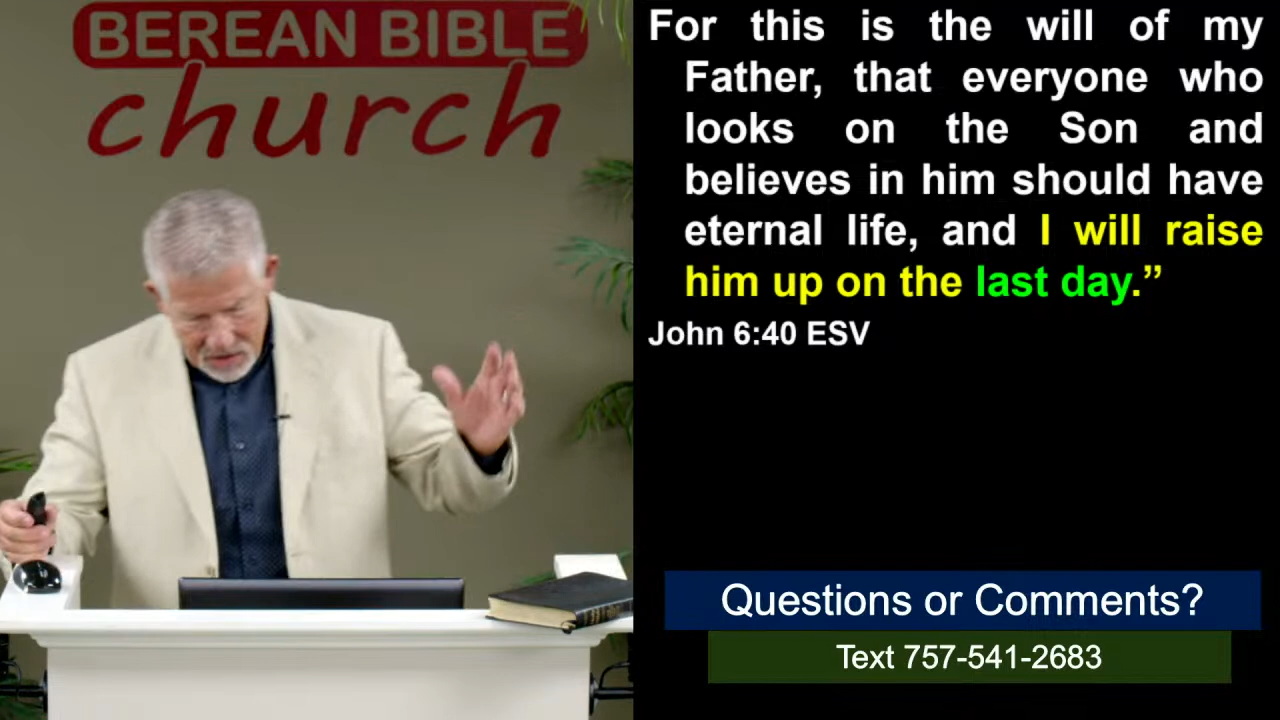 BEREAN BIBLE
church
For this is the will of my
Father, that everyone who
looks on the Son and
believes in him should have
eternal life, and I will raise
him up on the last day.”
John 6:40 ESV
Questions or Comments?
Text 757-541-2683